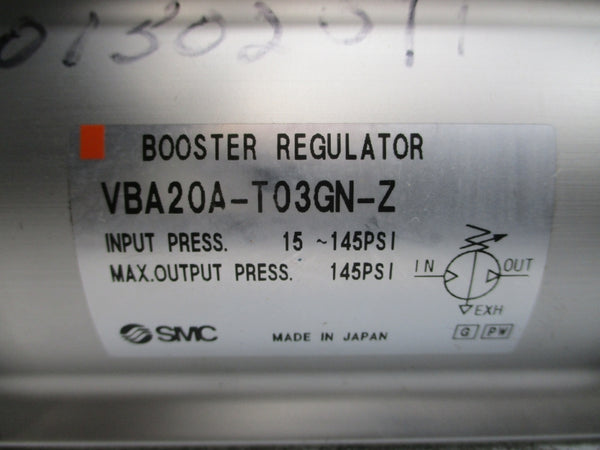 01302011
BOOSTER REGULATOR
VBA20A-T03GN-Z
INPUT PRESS. 15 ~145PSI
MAX.OUTPUT PRESS. 145PSI
IN OUT
EXH
SMC MADE IN JAPAN G PW